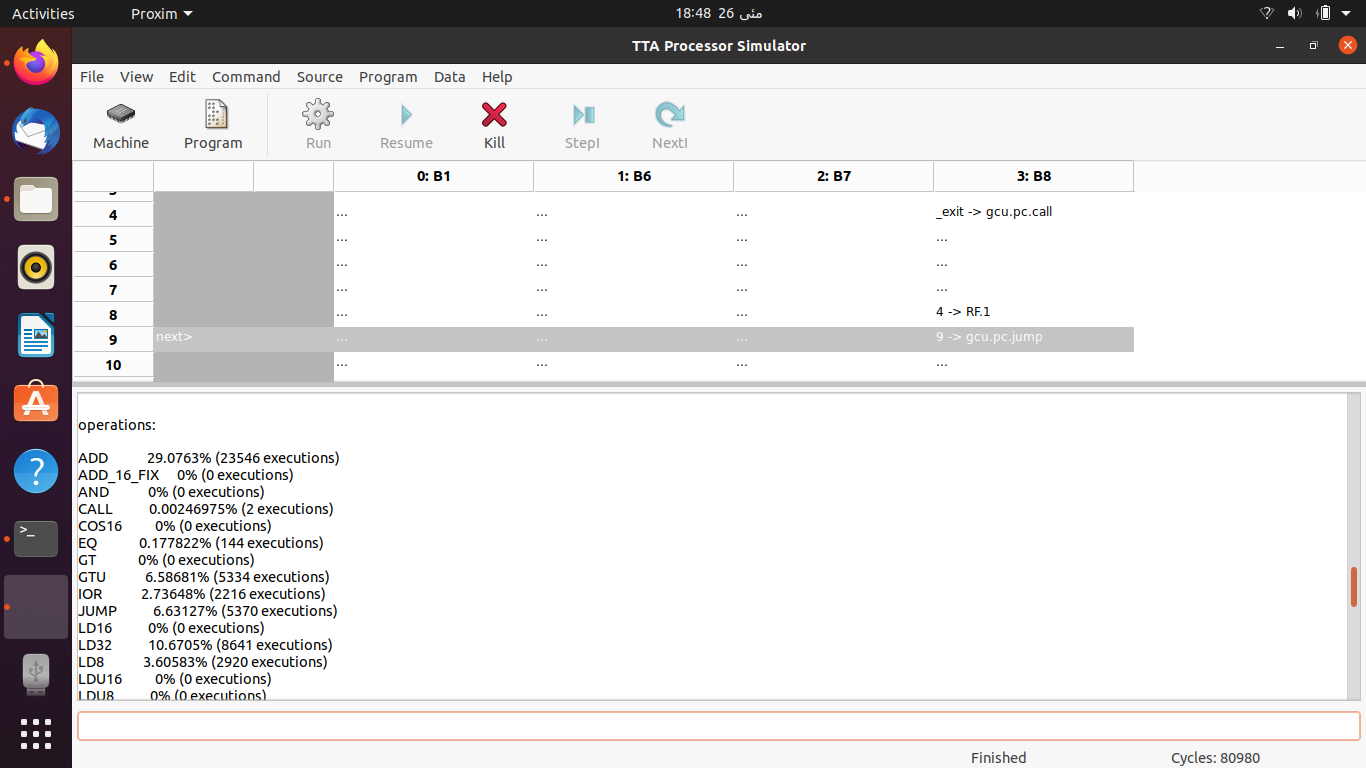 Activities Proxim 18:48 26 مئی
TTA Processor Simulator
File View Edit Command Source Program Data Help
Machine Program Run Resume Kill StepI NextI
0: B1 1: B6 2: B7 3: B8
4 ... ... ... _exit -> gcu.pc.call
5 ... ... ... ...
6 ... ... ... ...
7 ... ... ... ...
8 ... ... ... 4 -> RF.1
9 next> ... ... ... 9 -> gcu.pc.jump
10 ... ... ... ...
operations:
ADD 29.0763% (23546 executions)
ADD_16_FIX 0% (0 executions)
AND 0% (0 executions)
CALL 0.00246975% (2 executions)
COS16 0% (0 executions)
EQ 0.177822% (144 executions)
GT 0% (0 executions)
GTU 6.58681% (5334 executions)
IOR 2.73648% (2216 executions)
JUMP 6.63127% (5370 executions)
LD16 0% (0 executions)
LD32 10.6705% (8641 executions)
LD8 3.60583% (2920 executions)
LDU16 0% (0 executions)
LDU8 0% (0 executions)
Finished Cycles: 80980